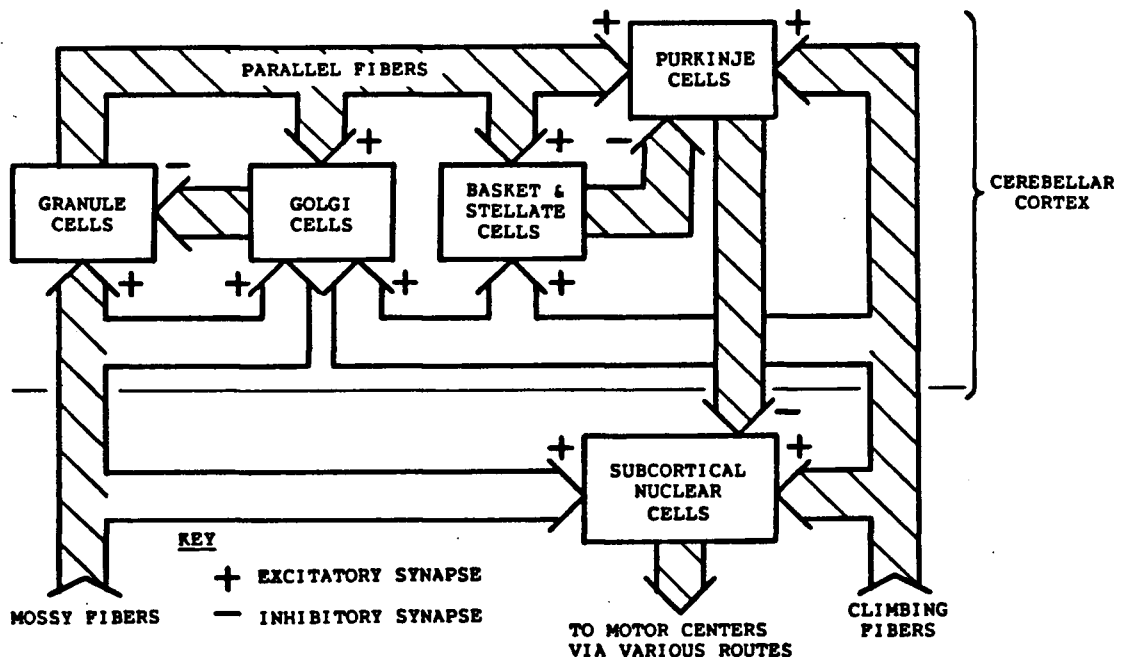 PURKINJE
CELLS
PARALLEL FIBERS
GRANULE
CELLS
GOLGI
CELLS
BASKET &
STELLATE
CELLS
CEREBELLAR
CORTEX
SUBCORTICAL
NUCLEAR
CELLS
KEY
+ EXCITATORY SYNAPSE
− INHIBITORY SYNAPSE
MOSSY FIBERS
CLIMBING
FIBERS
TO MOTOR CENTERS
VIA VARIOUS ROUTES
+
+
+
+
−
−
+
+
+
+
−
+
+